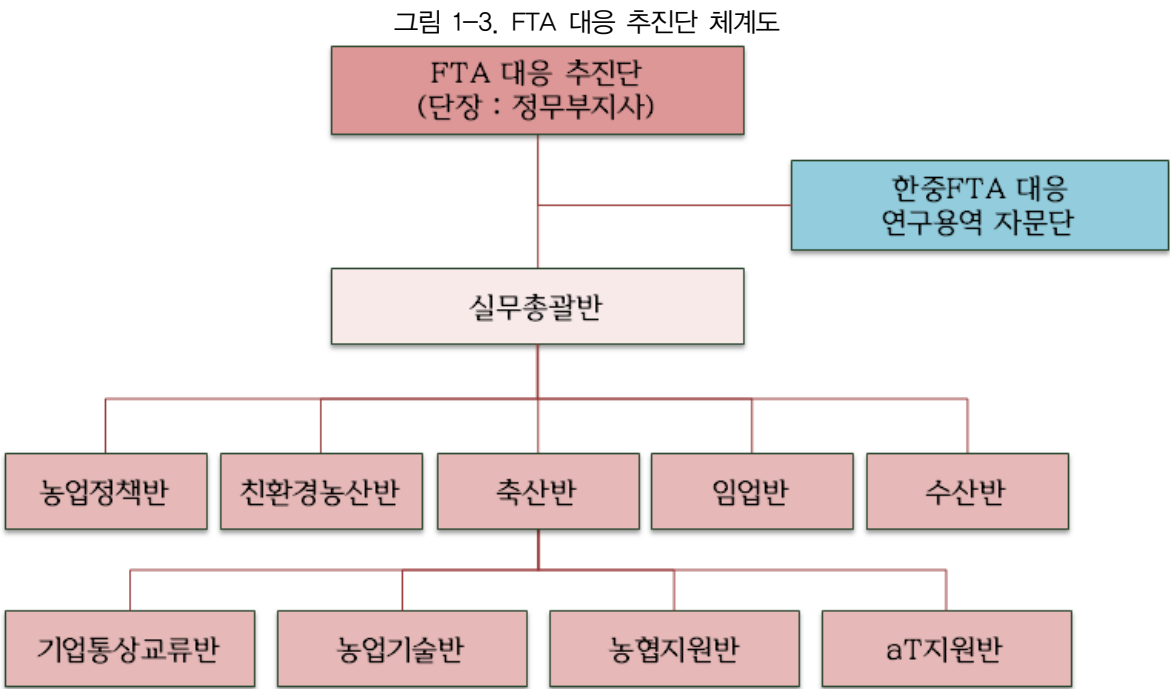 그림 1-3. FTA 대응 추진단 체계도
FTA 대응 추진단
(단장 : 정무부지사)
한중FTA 대응
연구용역 자문단
실무총괄반
농업정책반
친환경농산반
축산반
임업반
수산반
기업통상교류반
농업기술반
농협지원반
aT지원반